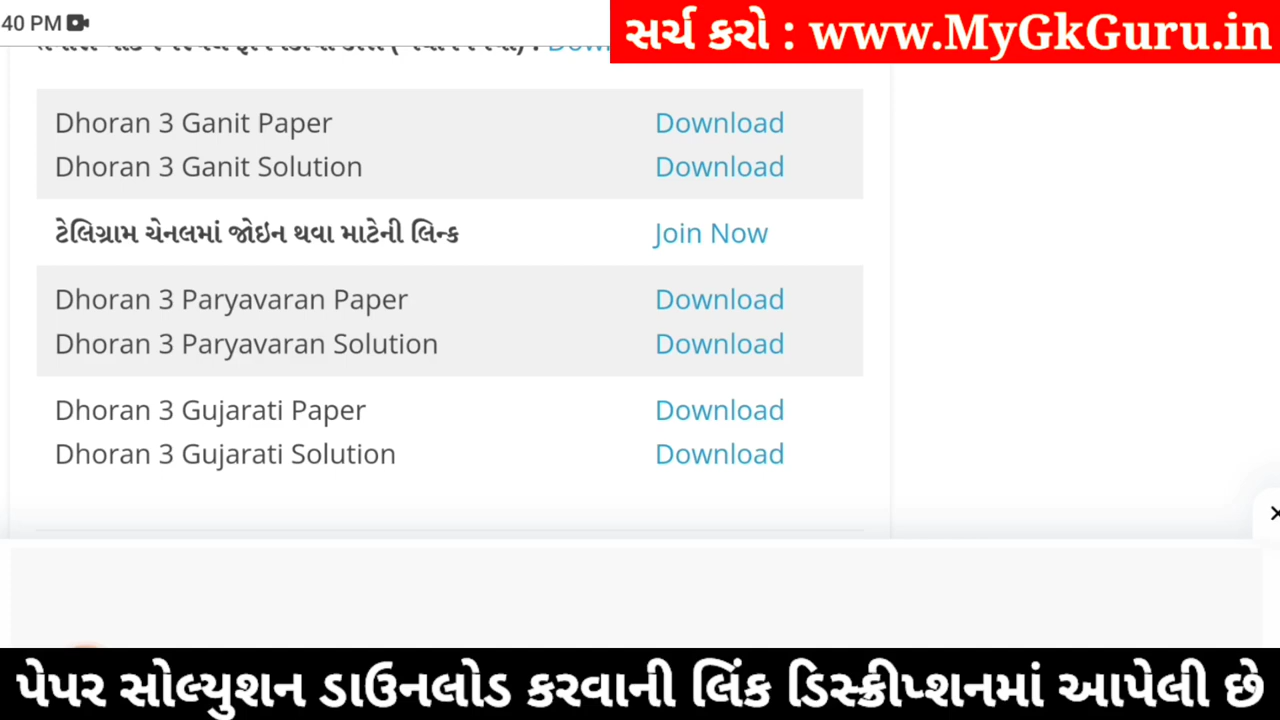 40 PM
સર્ચ કરો : www.MyGkGuru.in
Dhoran 3 Ganit Paper Download
Dhoran 3 Ganit Solution Download
ટેલિગ્રામ ચેનલમાં જોઇન થવા માટેની લિન્ક Join Now
Dhoran 3 Paryavaran Paper Download
Dhoran 3 Paryavaran Solution Download
Dhoran 3 Gujarati Paper Download
Dhoran 3 Gujarati Solution Download
પેપર સોલ્યુશન ડાઉનલોડ કરવાની લિંક ડિસ્ક્રીપ્શનમાં આપેલી છે